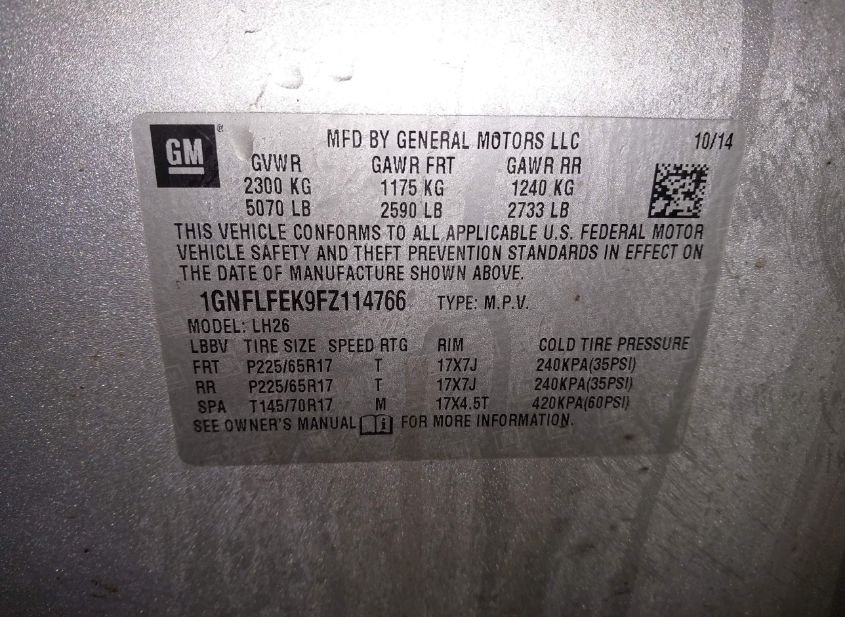 GM® MFD BY GENERAL MOTORS LLC 10/14
GVWR GAWR FRT GAWR RR
2300 KG 1175 KG 1240 KG
5070 LB 2590 LB 2733 LB
THIS VEHICLE CONFORMS TO ALL APPLICABLE U.S. FEDERAL MOTOR
VEHICLE SAFETY AND THEFT PREVENTION STANDARDS IN EFFECT ON
THE DATE OF MANUFACTURE SHOWN ABOVE.
1GNFLFEK9FZ114766 TYPE: M.P.V.
MODEL: LH26
LBBV TIRE SIZE SPEED RTG RIM COLD TIRE PRESSURE
FRT P225/65R17 T 17X7J 240KPA(35PSI)
RR P225/65R17 T 17X7J 240KPA(35PSI)
SPA T145/70R17 M 17X4.5T 420KPA(60PSI)
SEE OWNER'S MANUAL i FOR MORE INFORMATION.